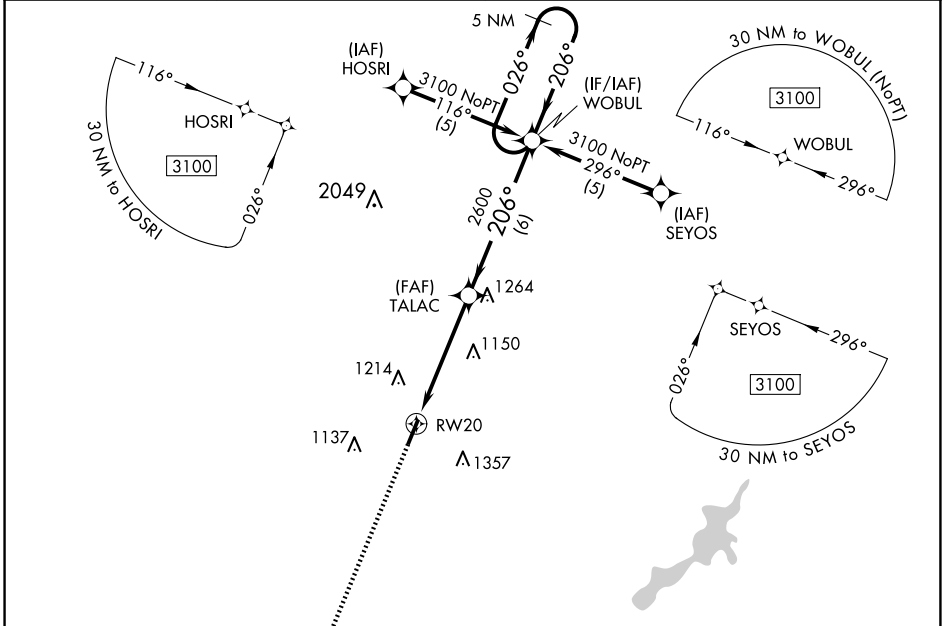 5 NM
026°
206°
(IAF)
HOSRI
3100 NoPT
116°
(5)
(IF/IAF)
WOBUL
3100 NoPT
296°
(5)
(IAF)
SEYOS
116°
HOSRI
3100
026°
30 NM to HOSRI
30 NM to WOBUL (NoPT)
3100
116°
WOBUL
296°
2049
2600
206°
(6)
(FAF)
TALAC
1264
1150
1214
RW20
1137
1357
SEYOS
296°
026°
3100
30 NM to SEYOS